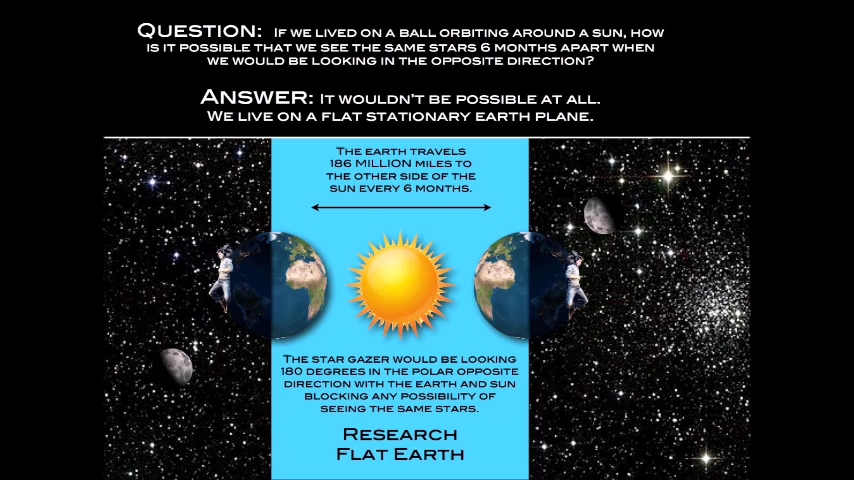 QUESTION: IF WE LIVED ON A BALL ORBITING AROUND A SUN, HOW
IS IT POSSIBLE THAT WE SEE THE SAME STARS 6 MONTHS APART WHEN
WE WOULD BE LOOKING IN THE OPPOSITE DIRECTION?
ANSWER: IT WOULDN'T BE POSSIBLE AT ALL.
WE LIVE ON A FLAT STATIONARY EARTH PLANE.
THE EARTH TRAVELS
186 MILLION MILES TO
THE OTHER SIDE OF THE
SUN EVERY 6 MONTHS.
THE STAR GAZER WOULD BE LOOKING
180 DEGREES IN THE POLAR OPPOSITE
DIRECTION WITH THE EARTH AND SUN
BLOCKING ANY POSSIBILITY OF
SEEING THE SAME STARS.
RESEARCH
FLAT EARTH